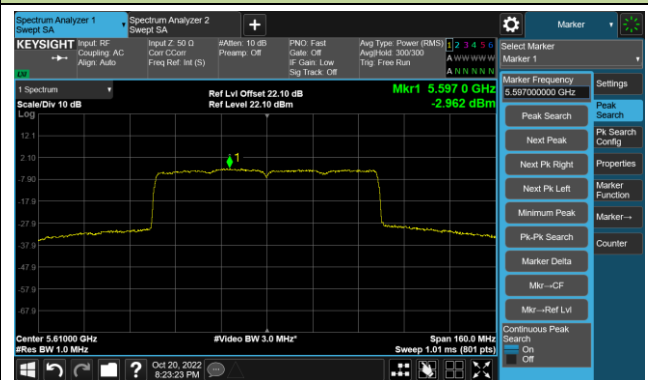 Spectrum Analyzer 1
Swept SA
Spectrum Analyzer 2
Swept SA
+
Marker
KEYSIGHT
Input: RF
Coupling: AC
Align: Auto
Input Z: 50 Ω
Corr CCorr
Freq Ref: Int (S)
#Atten: 10 dB
Preamp: Off
PNO: Fast
Gate: Off
IF Gain: Low
Sig Track: Off
Avg Type: Power (RMS)
Avg|Hold: 300/300
Trig: Free Run
1 2 3 4 5 6
A W W W W W
A N N N N N
Select Marker
Marker 1
1 Spectrum
Scale/Div 10 dB
Log
Ref Lvl Offset 22.10 dB
Ref Level 22.10 dBm
Mkr1 5.597 0 GHz
-2.962 dBm
12.1
2.10
-7.90
-17.9
-27.9
-37.9
-47.9
-57.9
-67.9
1
Center 5.61000 GHz
#Res BW 1.0 MHz
#Video BW 3.0 MHz*
Span 160.0 MHz
Sweep 1.01 ms (801 pts)
Marker Frequency
5.597000000 GHz
Peak Search
Next Peak
Next Pk Right
Next Pk Left
Minimum Peak
Pk-Pk Search
Marker Delta
Mkr→CF
Mkr→Ref Lvl
Continuous Peak
Search
On
Off
Settings
Peak
Search
Pk Search
Config
Properties
Marker
Function
Marker→
Counter
?
Oct 20, 2022
8:23:23 PM